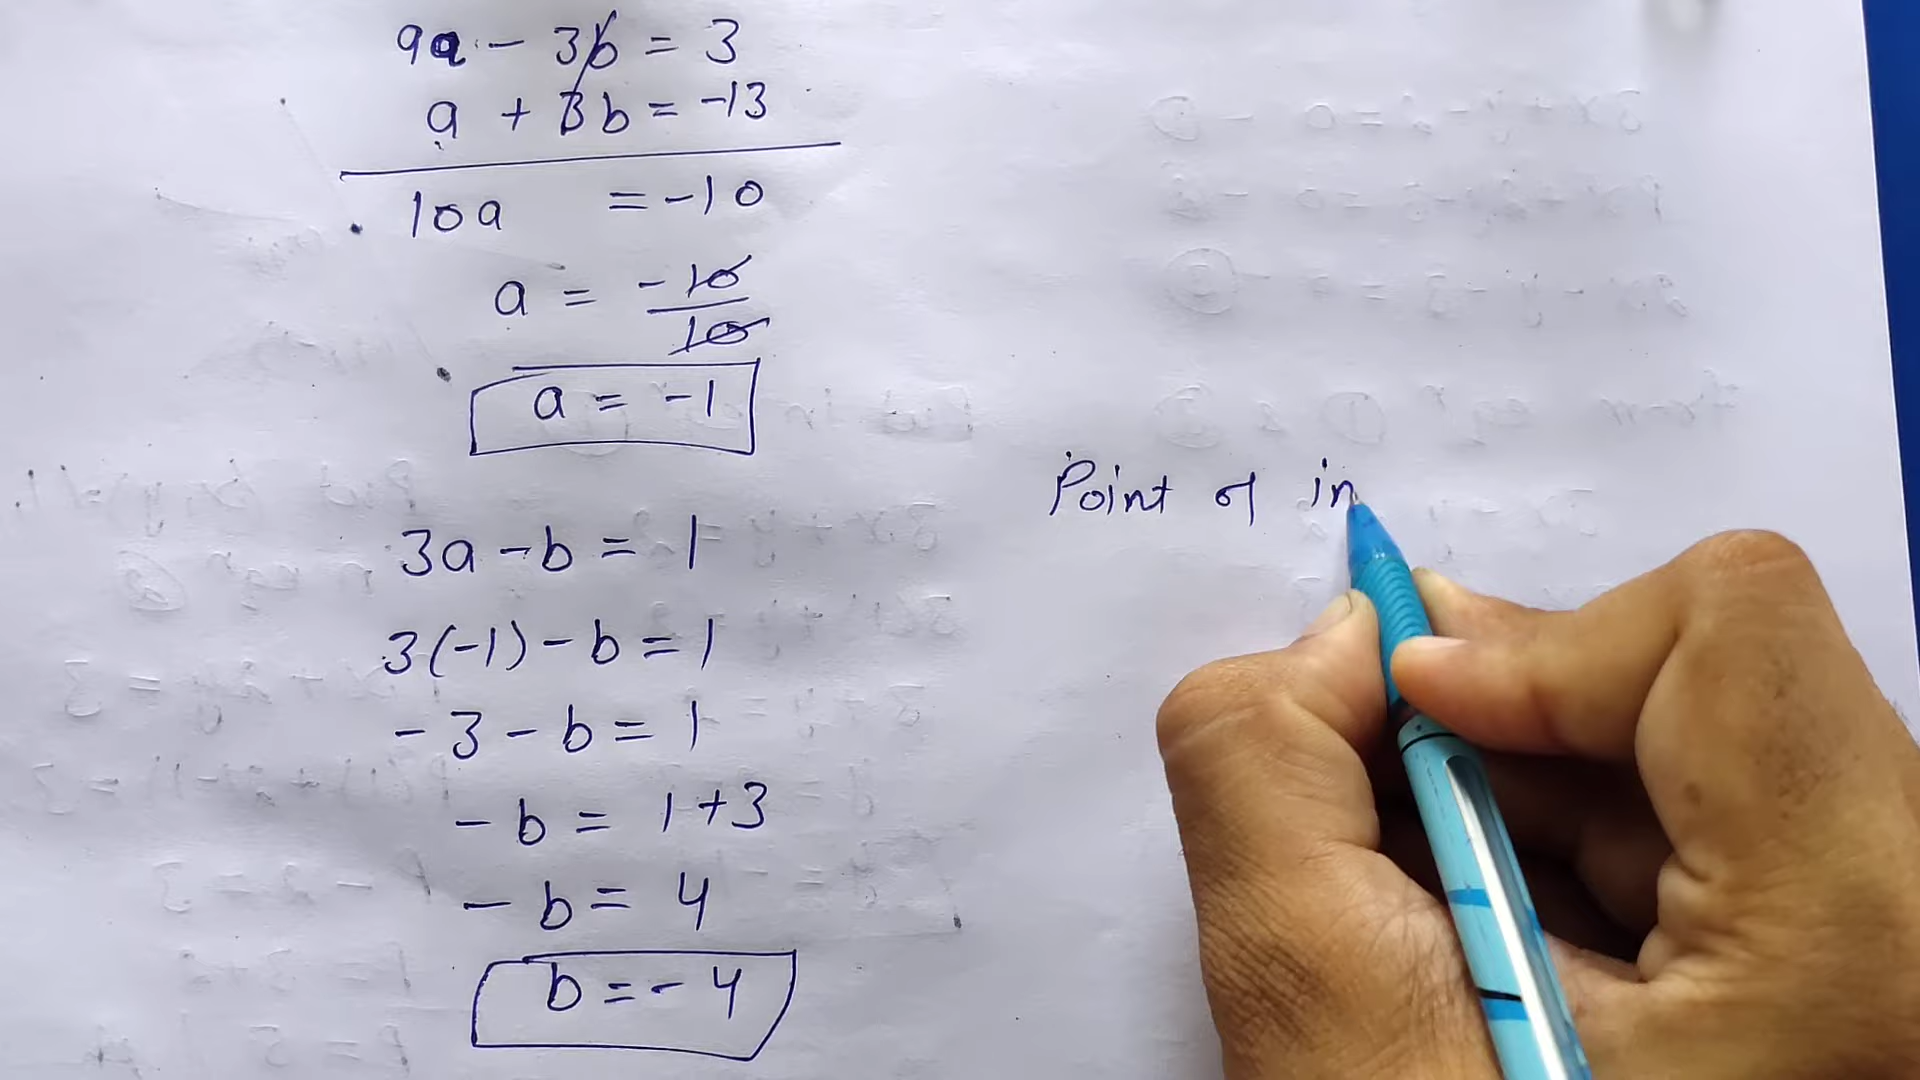 9a - 3b = 3
a + 3b = -13
10a = -10
a = -10/10
a = -1
3a - b = 1
3(-1) - b = 1
-3 - b = 1
-b = 1+3
-b = 4
b = -4
Point of in